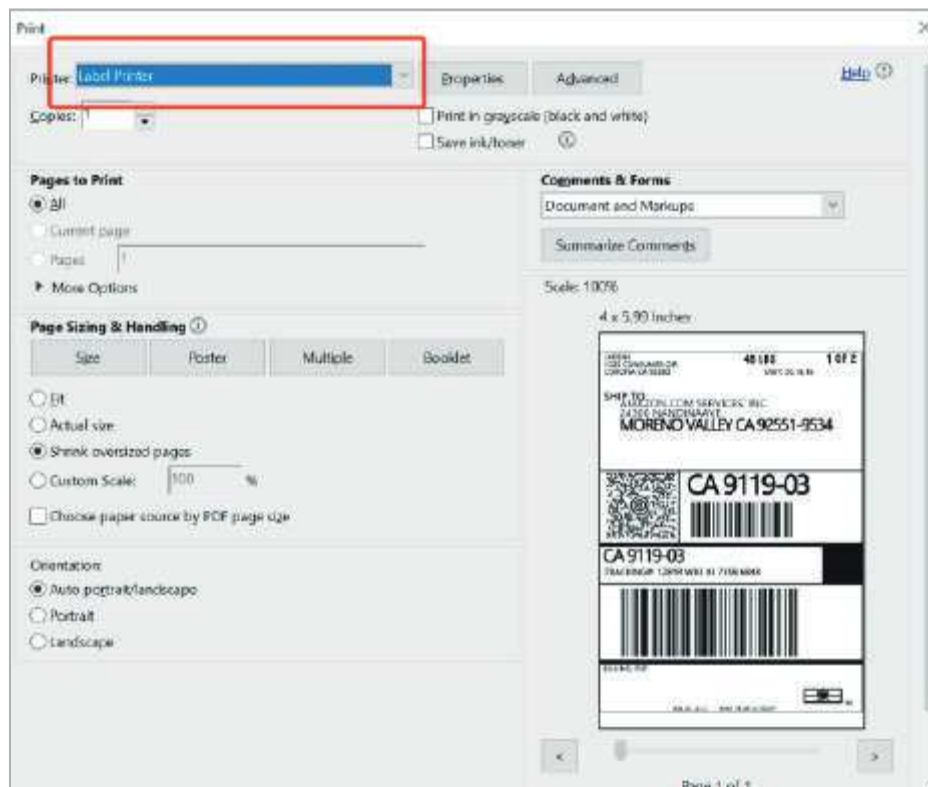 Print
Printer: Label Printer
Properties
Advanced
Help
Copies: 1
Print in grayscale (black and white)
Save ink/toner
Pages to Print
All
Current page
Pages 1
More Options
Page Sizing & Handling
Size
Poster
Multiple
Booklet
Fit
Actual size
Shrink oversized pages
Custom Scale: 100 %
Choose paper source by PDF page size
Orientation:
Auto portrait/landscape
Portrait
Landscape
Comments & Forms
Document and Markups
Summarize Comments
Scale: 100%
4 x 5.99 Inches
1 OF 2
SHIP TO:
AMAZON.COM SERVICES, INC.
MORENO VALLEY CA 92551-9534
CA 9119-03
CA 9119-03
<
>
Page 1 of 1